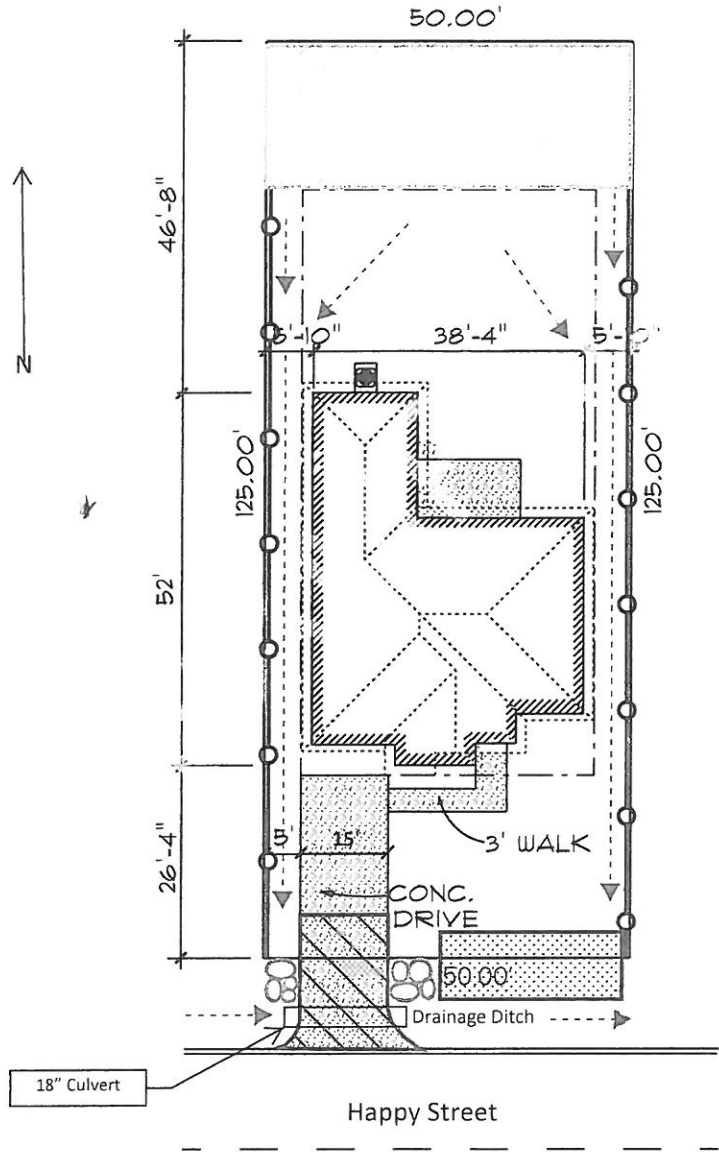 50.00'
46'-8"
N
5'-10"
38'-4"
125.00'
125.00'
52'
26'-4"
5'
15'
3' WALK
CONC.
DRIVE
50.00'
Drainage Ditch
18" Culvert
Happy Street